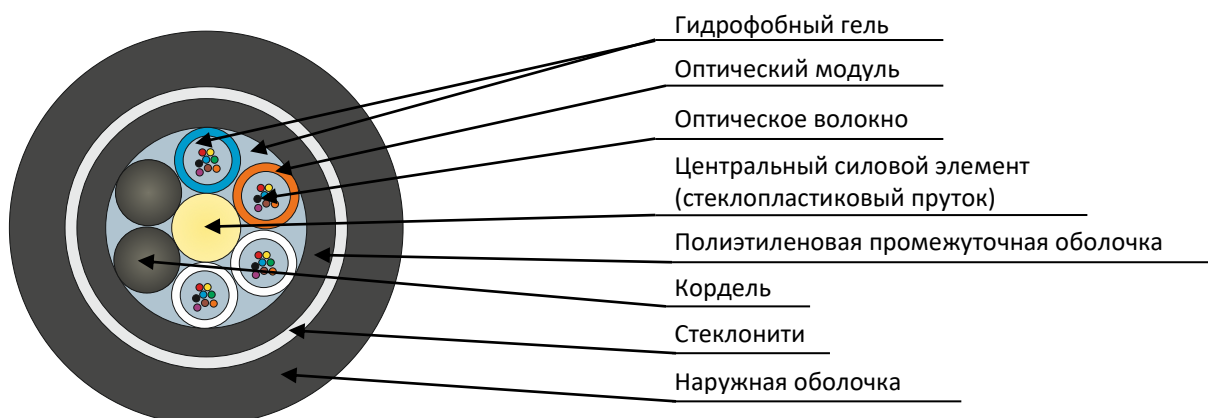 Гидрофобный гель
Оптический модуль
Оптическое волокно
Центральный силовой элемент
(стеклопластиковый пруток)
Полиэтиленовая промежуточная оболочка
Кордель
Стеклонити
Наружная оболочка